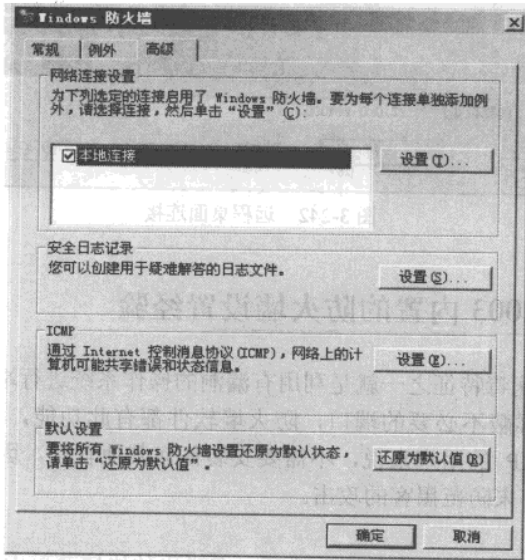 Windows 防火墙
常规 例外 高级
网络连接设置
为下列选定的连接启用了 Windows 防火墙。要为每个连接单独添加例
外,请选择连接,然后单击“设置”(C):
本地连接
设置(T)...
安全日志记录
您可以创建用于疑难解答的日志文件。
设置(S)...
ICMP
通过 Internet 控制消息协议(ICMP),网络上的计
算机可能共享错误和状态信息。
设置(E)...
默认设置
要将所有 Windows 防火墙设置还原为默认状态,
请单击“还原为默认值”。
还原为默认值(R)
确定 取消